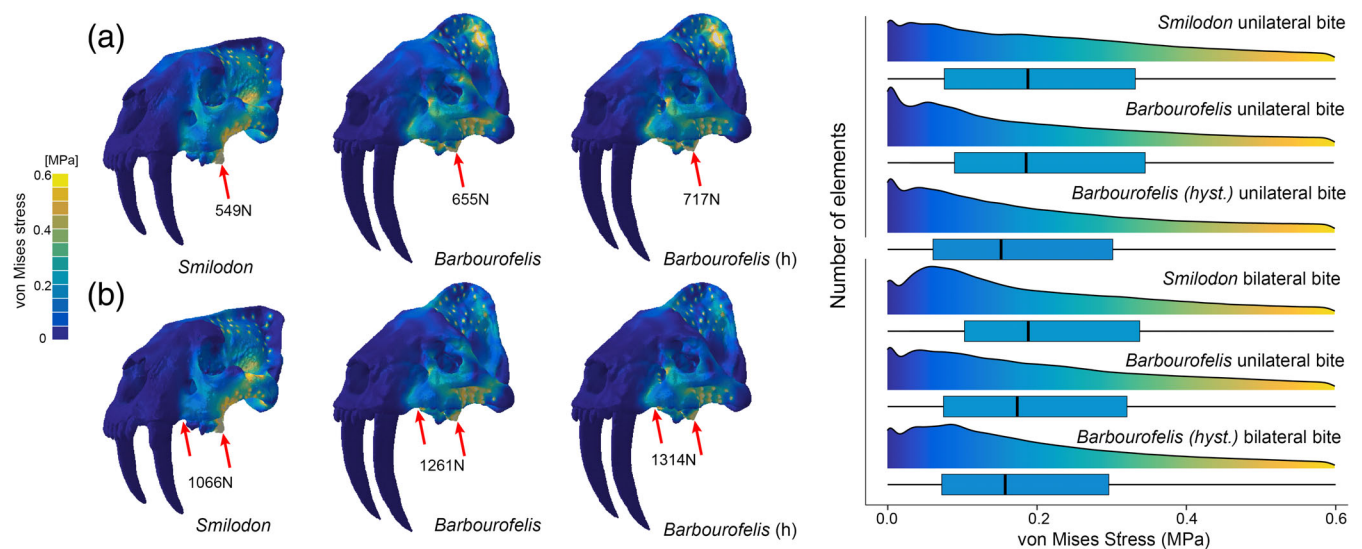 (a)
549N
655N
717N
Smilodon
Barbourofelis
Barbourofelis (h)
[MPa]
0.6
0.4
0.2
0
von Mises stress
(b)
1066N
1261N
1314N
Smilodon
Barbourofelis
Barbourofelis (h)
Number of elements
Smilodon unilateral bite
Barbourofelis unilateral bite
Barbourofelis (hyst.) unilateral bite
Smilodon bilateral bite
Barbourofelis unilateral bite
Barbourofelis (hyst.) bilateral bite
0.0 0.2 0.4 0.6
von Mises Stress (MPa)